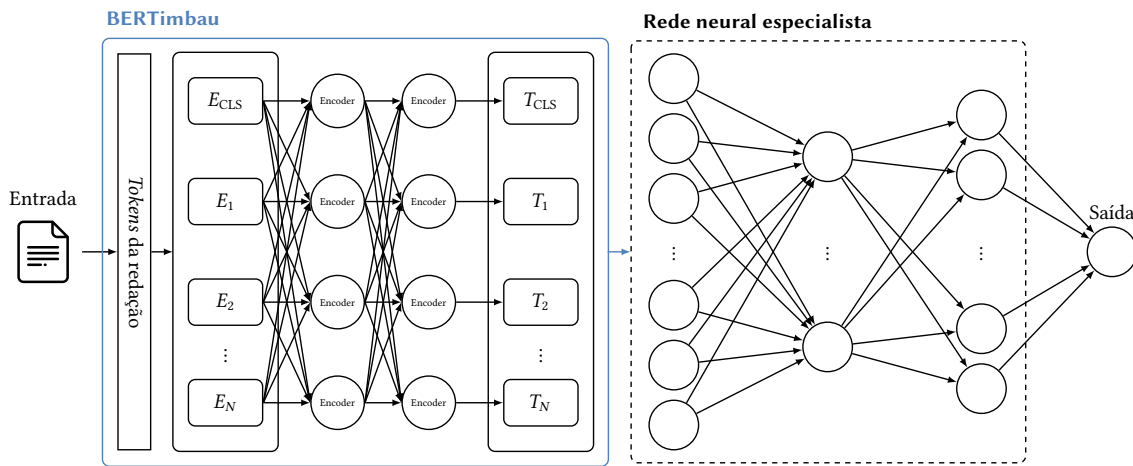 BERTimbau
Rede neural especialista
Entrada
Tokens da redação
E_CLS
E_1
E_2
⋮
E_N
Encoder
Encoder
Encoder
Encoder
Encoder
Encoder
Encoder
Encoder
T_CLS
T_1
T_2
⋮
T_N
⋮
⋮
⋮
Saída